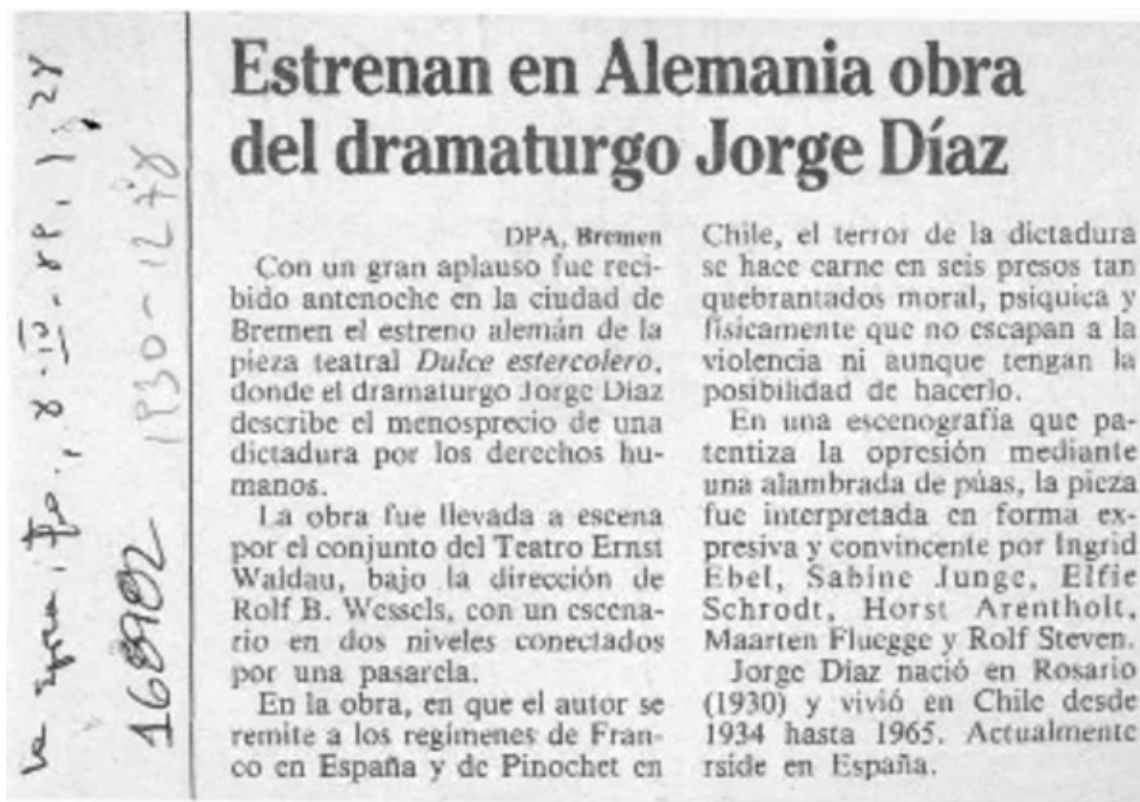 Estrenan en Alemania obra
del dramaturgo Jorge Díaz
DPA, Bremen
Con un gran aplauso fue reci-
bido antenoche en la ciudad de
Bremen el estreno alemán de la
pieza teatral Dulce estercolero,
donde el dramaturgo Jorge Díaz
describe el menosprecio de una
dictadura por los derechos hu-
manos.
La obra fue llevada a escena
por el conjunto del Teatro Ernst
Waldau, bajo la dirección de
Rolf B. Wessels, con un escena-
rio en dos niveles conectados
por una pasarela.
En la obra, en que el autor se
remite a los regímenes de Fran-
co en España y de Pinochet en
Chile, el terror de la dictadura
se hace carne en seis presos tan
quebrantados moral, psíquica y
físicamente que no escapan a la
violencia ni aunque tengan la
posibilidad de hacerlo.
En una escenografía que pa-
tentiza la opresión mediante
una alambrada de púas, la pieza
fue interpretada en forma ex-
presiva y convincente por Ingrid
Ebel, Sabine Junge, Elfie
Schrodt, Horst Arentholt,
Maarten Fluegge y Rolf Steven.
Jorge Díaz nació en Rosario
(1930) y vivió en Chile desde
1934 hasta 1965. Actualmente
rside en España.
168902